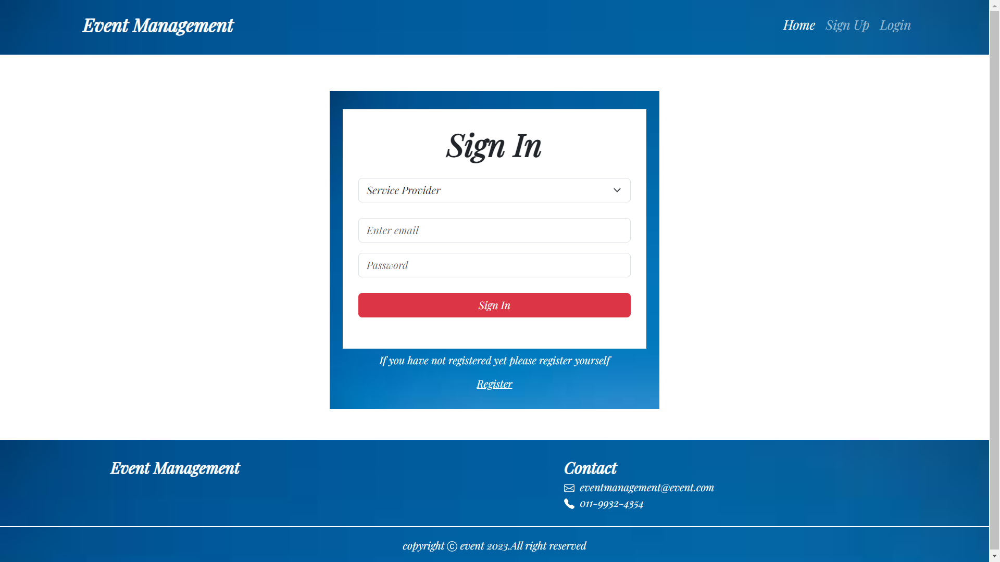 Event Management
Home Sign Up Login
Sign In
Service Provider
Enter email
Password
Sign In
If you have not registered yet please register yourself
Register
Event Management
Contact
eventmanagement@event.com
011-9932-4354
copyright © event 2023.All right reserved